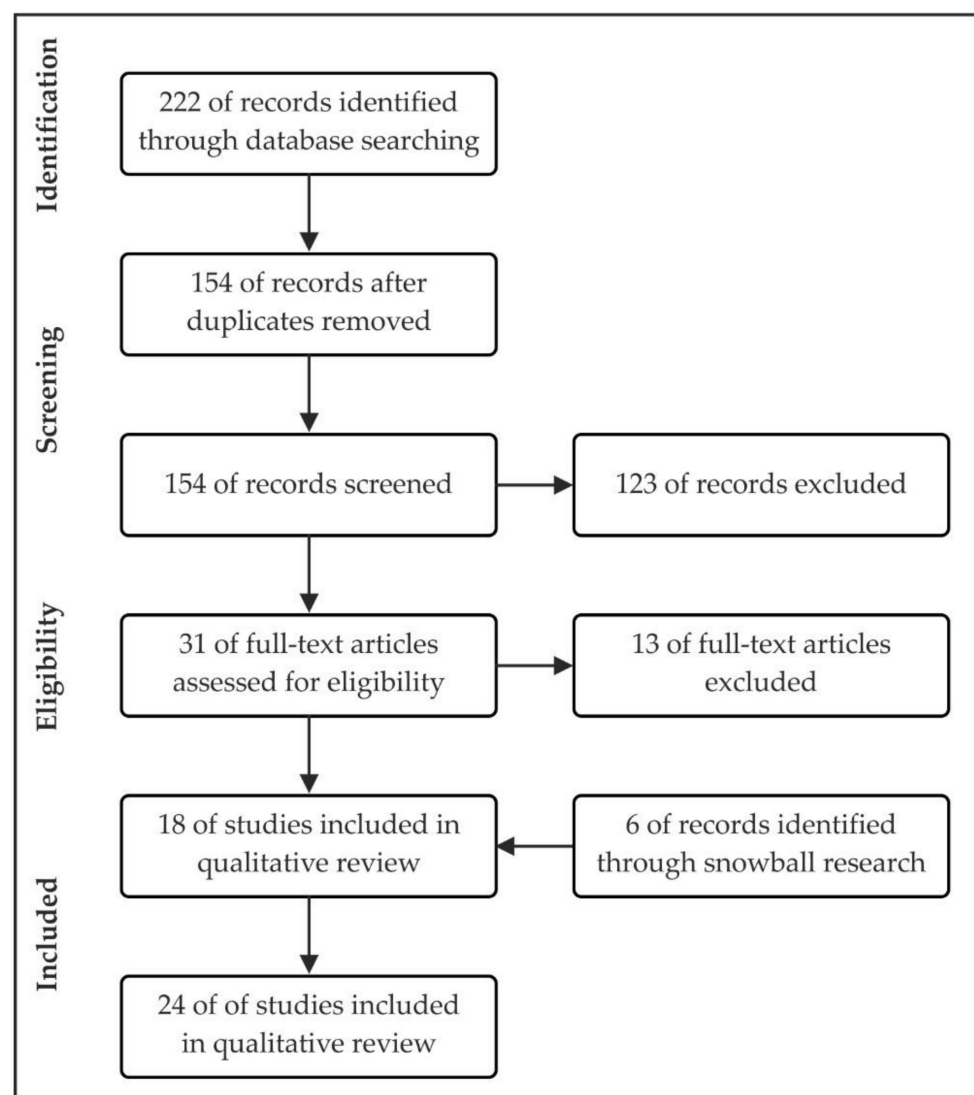 Identification
222 of records identified
through database searching
154 of records after
duplicates removed
Screening
154 of records screened
123 of records excluded
Eligibility
31 of full-text articles
assessed for eligibility
13 of full-text articles
excluded
18 of studies included in
qualitative review
6 of records identified
through snowball research
Included
24 of of studies included
in qualitative review